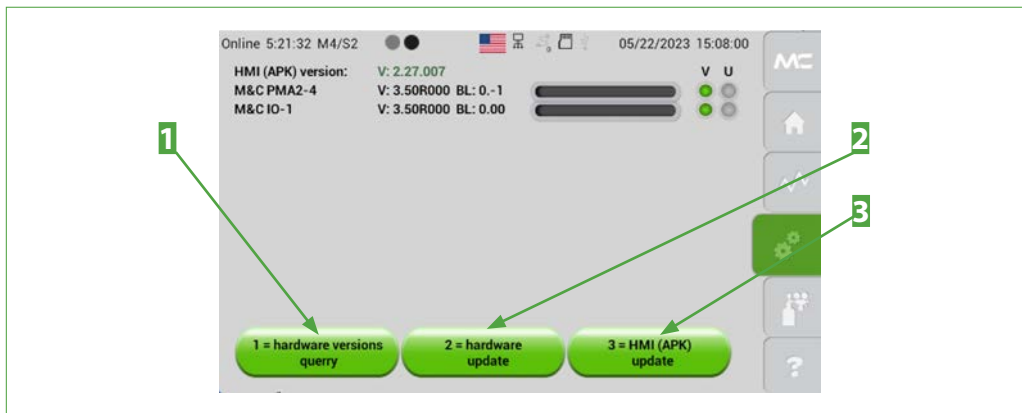 Online 5:21:32 M4/S2 05/22/2023 15:08:00
MC
HMI (APK) version: V: 2.27.007 V U
M&C PMA2-4 V: 3.50R000 BL: 0.-1
M&C IO-1 V: 3.50R000 BL: 0.00
1
2
3
1 = hardware versions
querry
2 = hardware
update
3 = HMI (APK)
update
?